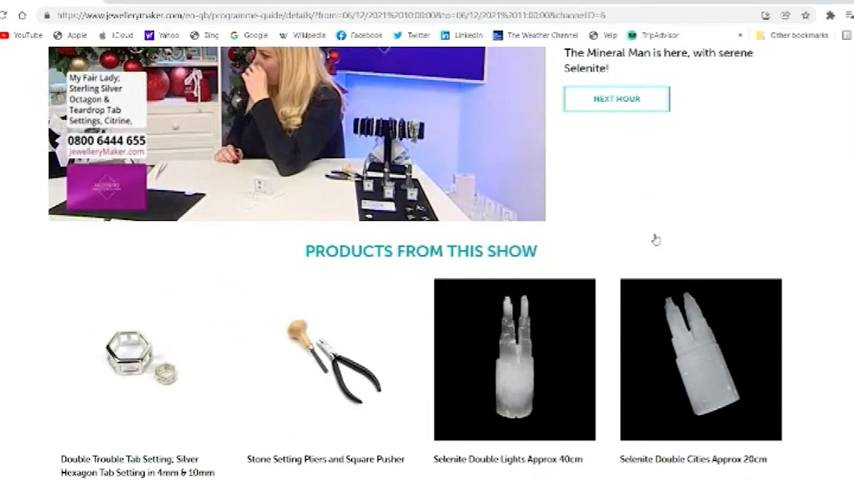 https://www.jewellerymaker.com/en-gb/programme-guide/details/?from=06/12/2021%2010:00:00&to=06/12/2021%2011:00:00&channelID=6
YouTube Apple iCloud Yahoo Bing Google Wikipedia Facebook Twitter LinkedIn The Weather Channel Yelp TripAdvisor » Other bookmarks
The Mineral Man is here, with serene
Selenite!
NEXT HOUR
My Fair Lady;
Sterling Silver
Octagon &
Teardrop Tab
Settings, Citrine,
0800 6444 655
JewelleryMaker.com
PRODUCTS FROM THIS SHOW
Double Trouble Tab Setting, Silver
Hexagon Tab Setting in 4mm & 10mm
Stone Setting Pliers and Square Pusher
Selenite Double Lights Approx 40cm
Selenite Double Cities Approx 20cm